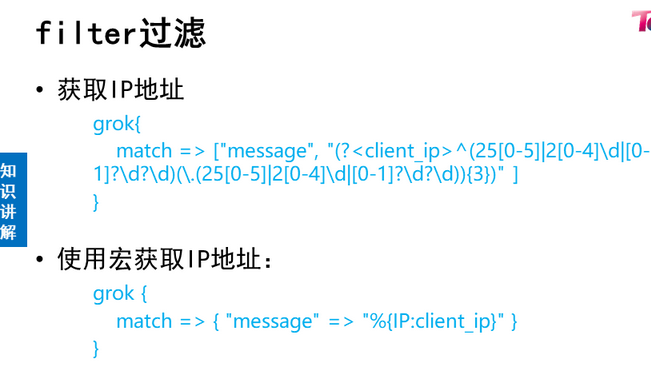 filter过滤
• 获取IP地址
grok{
match => ["message", "(?<client_ip>^(25[0-5]|2[0-4]\d|[0-
1]?\d?\d)(\.(25[0-5]|2[0-4]\d|[0-1]?\d?\d)){3})" ]
}
知识讲解
• 使用宏获取IP地址：
grok {
match => { "message" => "%{IP:client_ip}" }
}